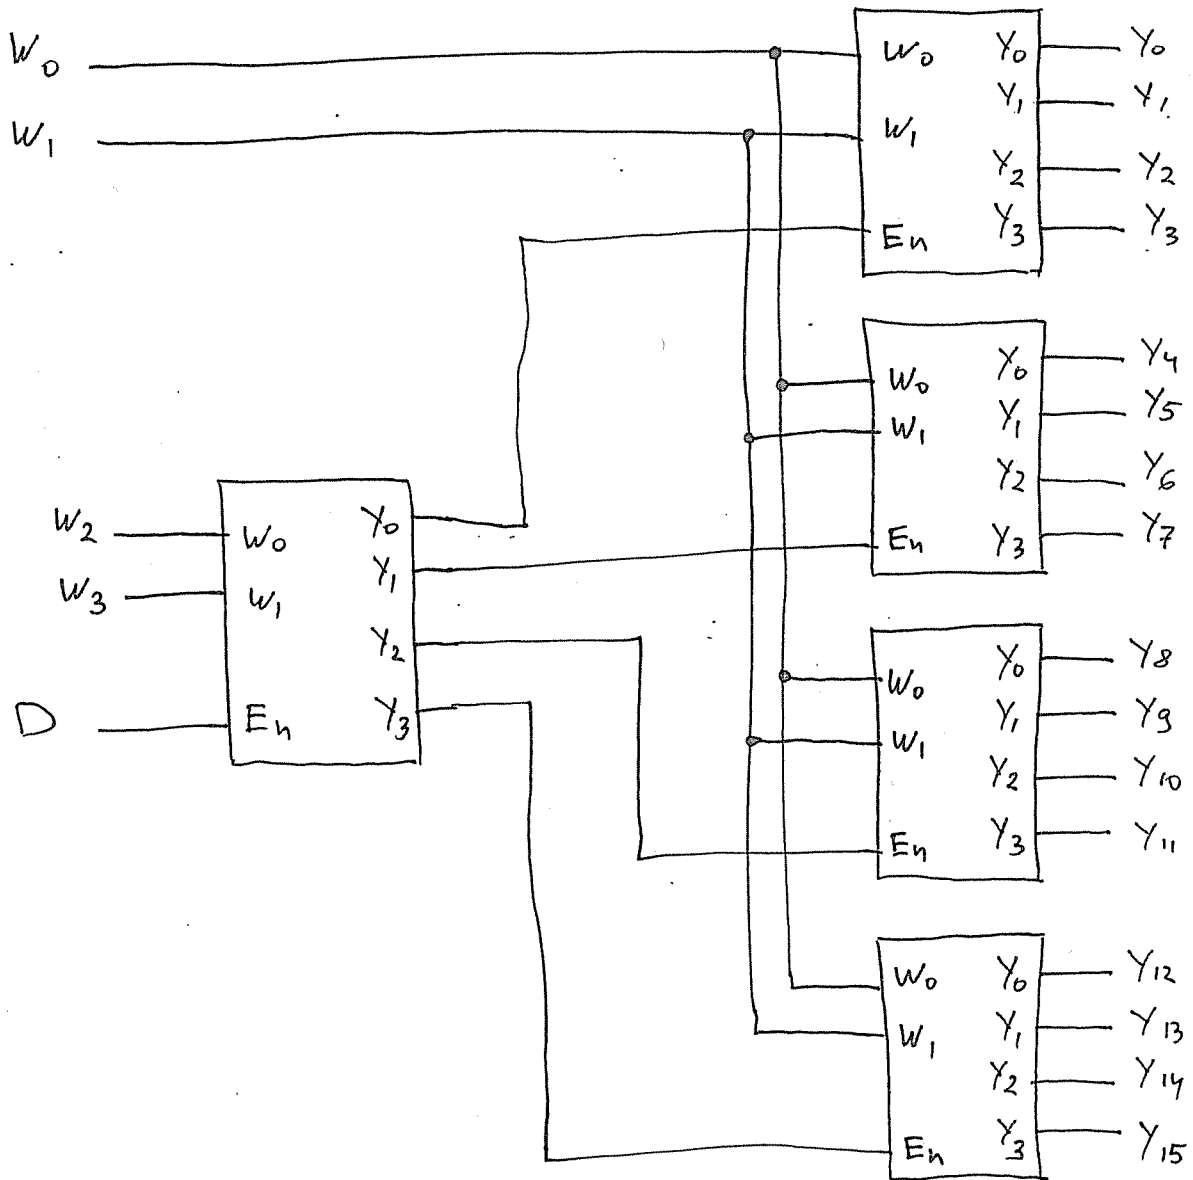 W0
W1
W0 Y0 Y0
Y1 Y1
W1
Y2 Y2
En Y3 Y3
W0 Y0 Y4
W1 Y1 Y5
Y2 Y6
En Y3 Y7
W2 W0 Y0
Y1
W3 W1
Y2
D En Y3
W0 Y0 Y8
W1 Y1 Y9
Y2 Y10
En Y3 Y11
W0 Y0 Y12
W1 Y1 Y13
Y2 Y14
En Y3 Y15